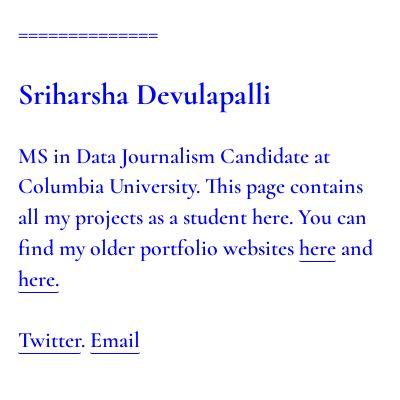 ==============
Sriharsha Devulapalli
MS in Data Journalism Candidate at
Columbia University. This page contains
all my projects as a student here. You can
find my older portfolio websites here and
here.
Twitter. Email